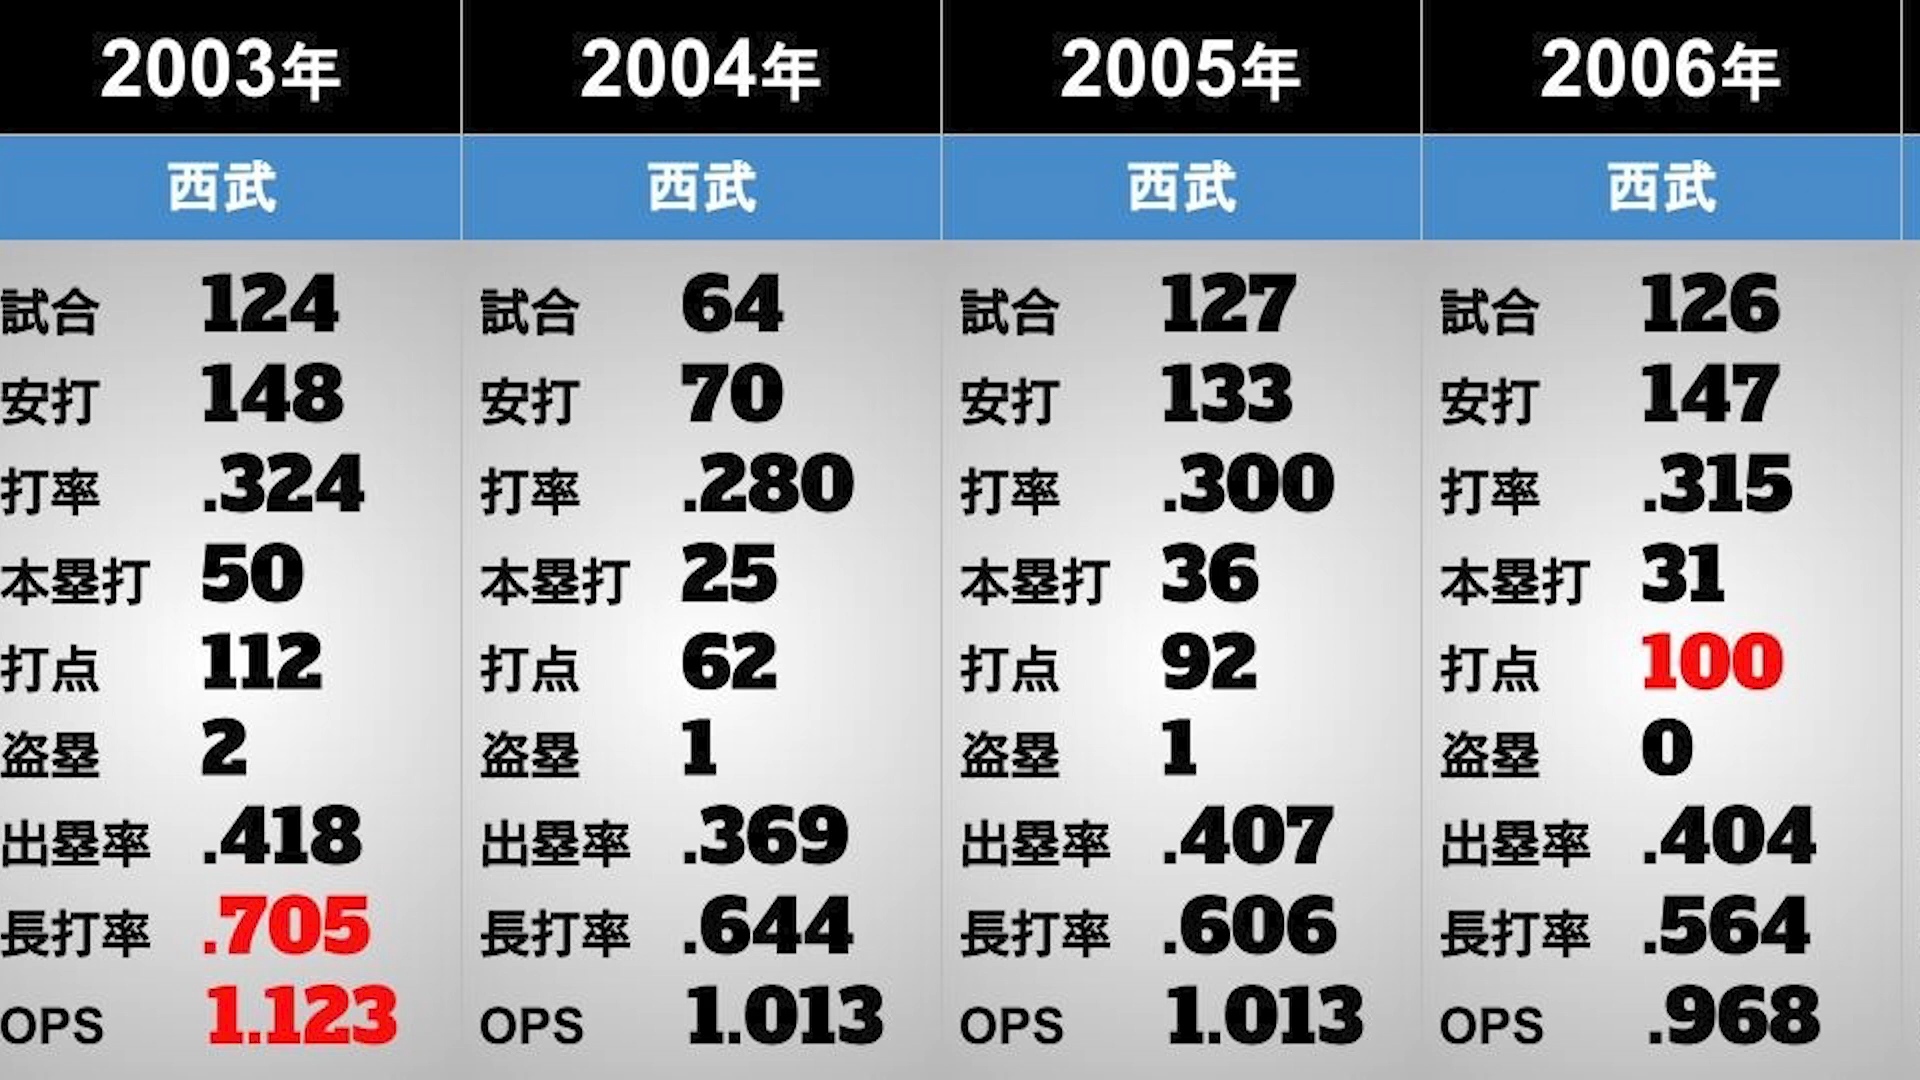 2003年 2004年 2005年 2006年
西武 西武 西武 西武
試合 124 試合 64 試合 127 試合 126
安打 148 安打 70 安打 133 安打 147
打率 .324 打率 .280 打率 .300 打率 .315
本塁打 50 本塁打 25 本塁打 36 本塁打 31
打点 112 打点 62 打点 92 打点 100
盗塁 2 盗塁 1 盗塁 1 盗塁 0
出塁率 .418 出塁率 .369 出塁率 .407 出塁率 .404
長打率 .705 長打率 .644 長打率 .606 長打率 .564
OPS 1.123 OPS 1.013 OPS 1.013 OPS .968